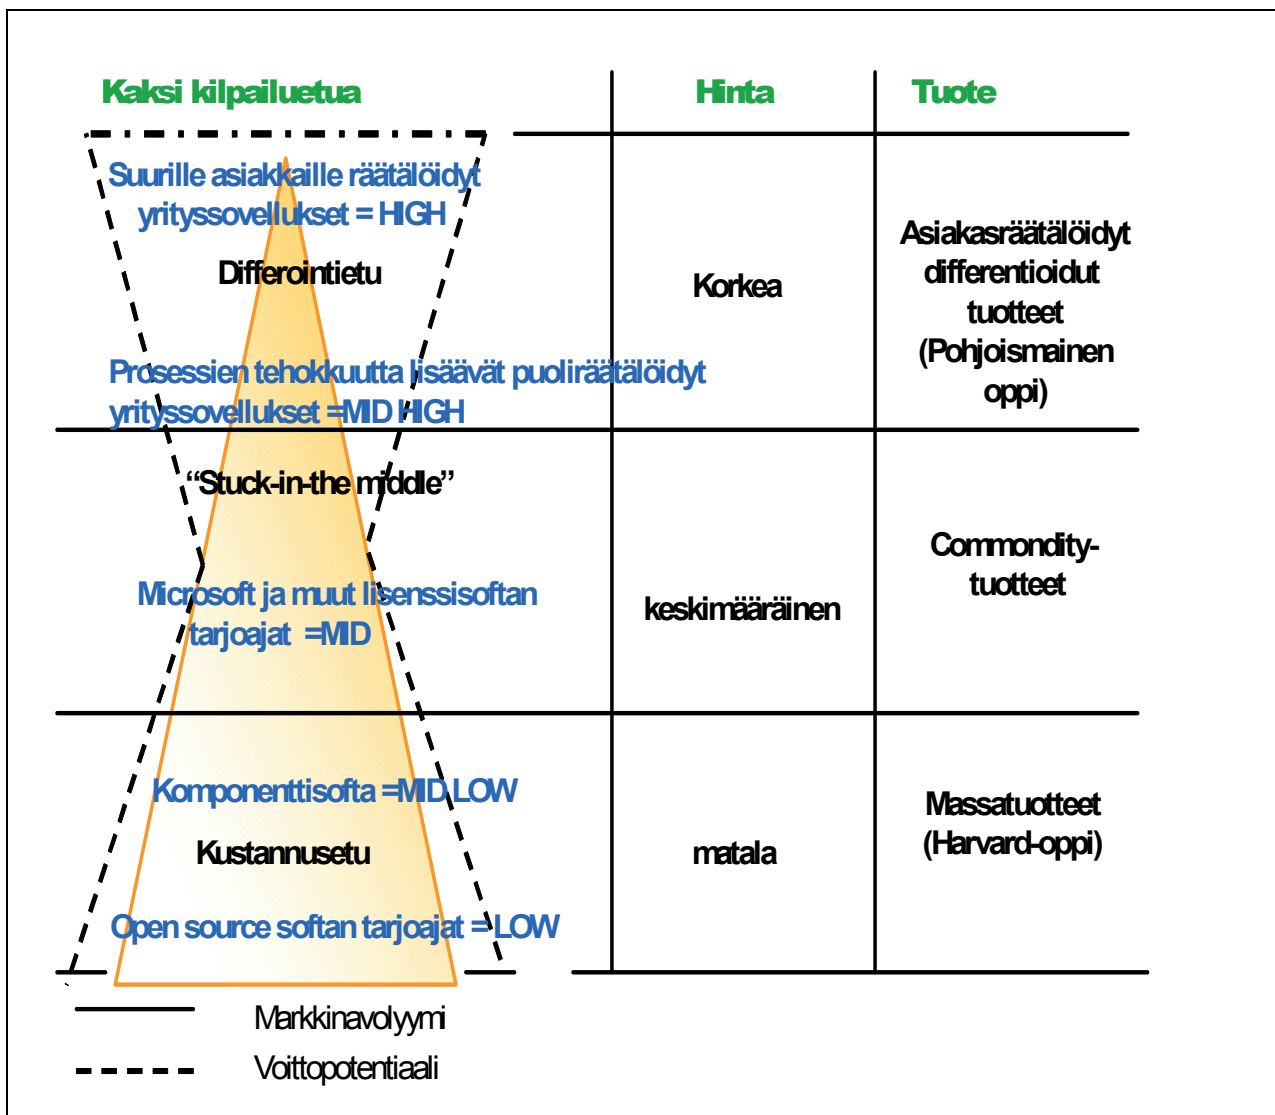 Kaksi kilpailuetua
Hinta
Tuote
Suurille asiakkaille räätälöidyt
yrityssovellukset = HIGH
Differointietu
Korkea
Asiakasräätälöidyt
differentioidut
tuotteet
(Pohjoismainen
oppi)
Prosessien tehokkuutta lisäävät puoliräätälöidyt
yrityssovellukset =MID HIGH
“Stuck-in-the middle”
Microsoft ja muut lisenssisoftan
tarjoajat =MID
keskimääräinen
Commondity-
tuotteet
Komponenttisofta =MID LOW
Kustannusetu
matala
Massatuotteet
(Harvard-oppi)
Open source softan tarjoajat = LOW
Markkinavolyymi
Voittopotentiaali